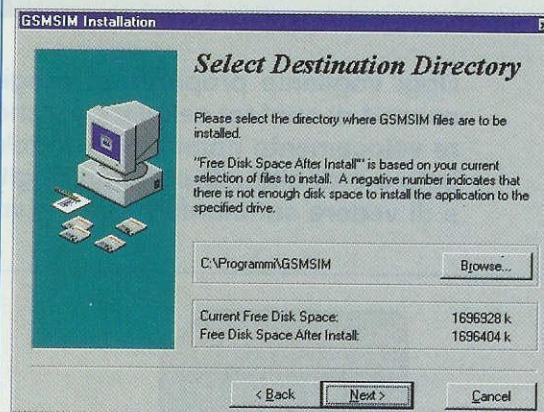 GSMSIM Installation
Select Destination Directory
Please select the directory where GSMSIM files are to be
installed.
"Free Disk Space After Install" is based on your current
selection of files to install. A negative number indicates that
there is not enough disk space to install the application to the
specified drive.
C:\Programmi\GSMSIM
Browse...
Current Free Disk Space: 1696928 k
Free Disk Space After Install: 1696404 k
< Back
Next >
Cancel